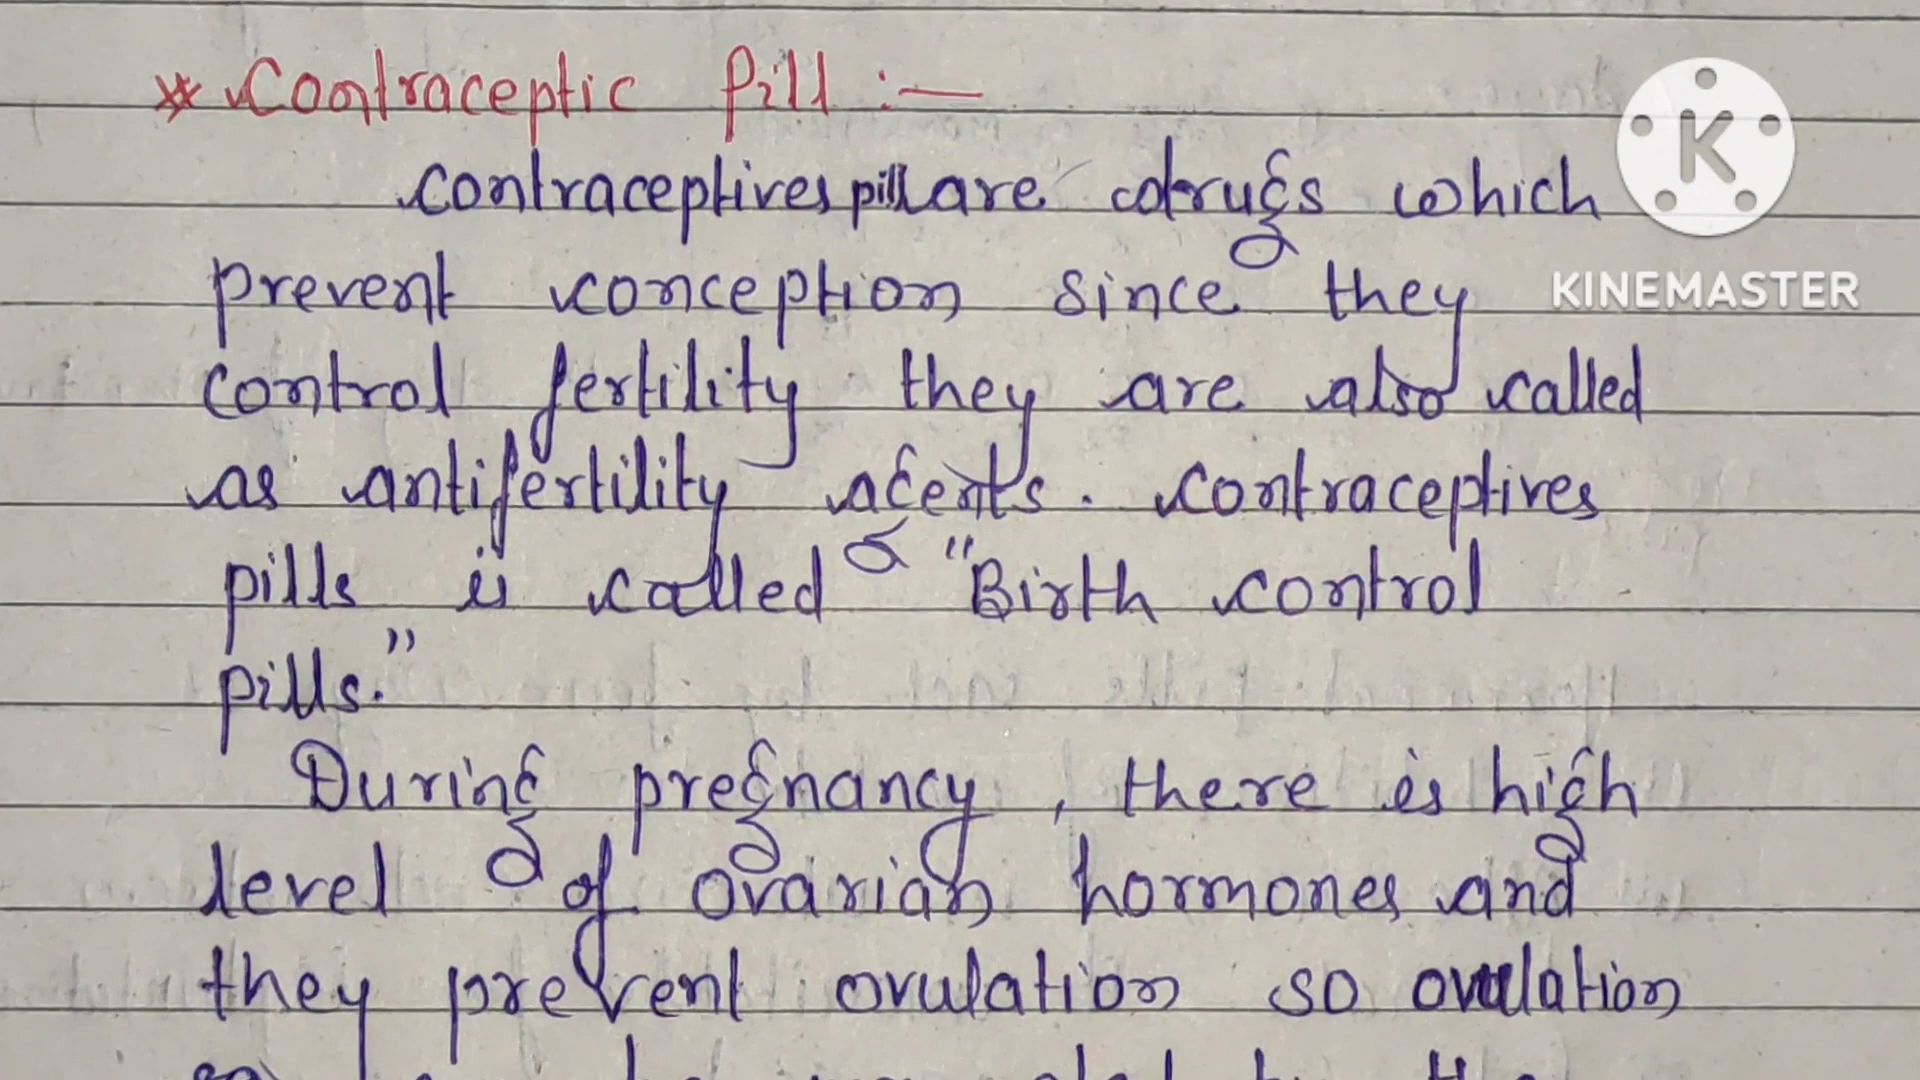 * Contraceptic Pill :—
contraceptives pill are drugs which
prevent conception since they
control fertility they are also called
as antifertility agents. contraceptives
pills is called "Birth control
pills."
During pregnancy, there is high
level of ovarian hormones and
they prevent ovulation so ovulation
K
KINEMASTER